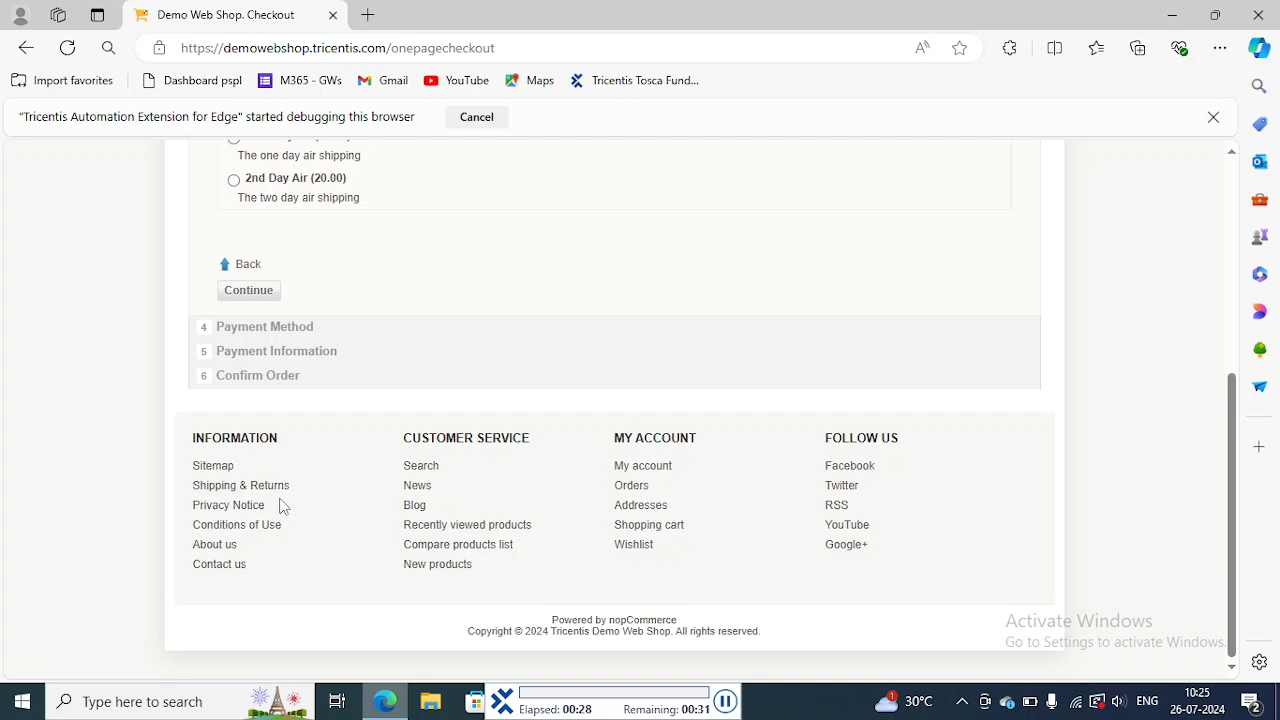 Demo Web Shop. Checkout
https://demowebshop.tricentis.com/onepagecheckout
Import favorites
Dashboard pspl
M365 - GWs
Gmail
YouTube
Maps
Tricentis Tosca Fund...
"Tricentis Automation Extension for Edge" started debugging this browser
Cancel
The one day air shipping
2nd Day Air (20.00)
The two day air shipping
Back
Continue
4 Payment Method
5 Payment Information
6 Confirm Order
INFORMATION
Sitemap
Shipping & Returns
Privacy Notice
Conditions of Use
About us
Contact us
CUSTOMER SERVICE
Search
News
Blog
Recently viewed products
Compare products list
New products
MY ACCOUNT
My account
Orders
Addresses
Shopping cart
Wishlist
FOLLOW US
Facebook
Twitter
RSS
YouTube
Google+
Powered by nopCommerce
Copyright © 2024 Tricentis Demo Web Shop. All rights reserved.
Activate Windows
Go to Settings to activate Windows.
Type here to search
Elapsed: 00:28 Remaining: 00:31
1
30°C
ENG
10:25
26-07-2024
2